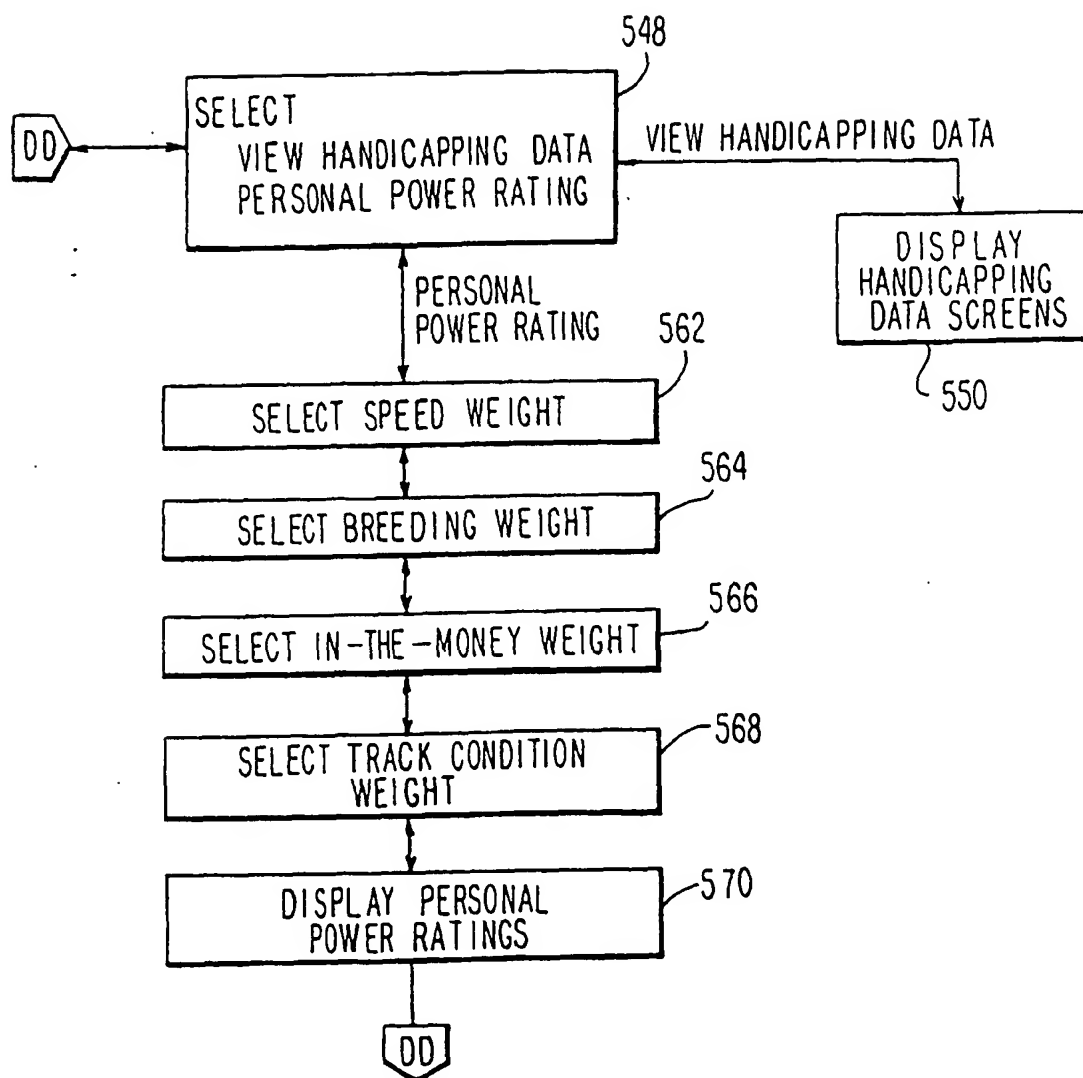 548
DD
SELECT
VIEW HANDICAPPING DATA
PERSONAL POWER RATING
VIEW HANDICAPPING DATA
DISPLAY
HANDICAPPING
DATA SCREENS
550
PERSONAL
POWER RATING
562
SELECT SPEED WEIGHT
564
SELECT BREEDING WEIGHT
566
SELECT IN-THE-MONEY WEIGHT
568
SELECT TRACK CONDITION
WEIGHT
570
DISPLAY PERSONAL
POWER RATINGS
DD